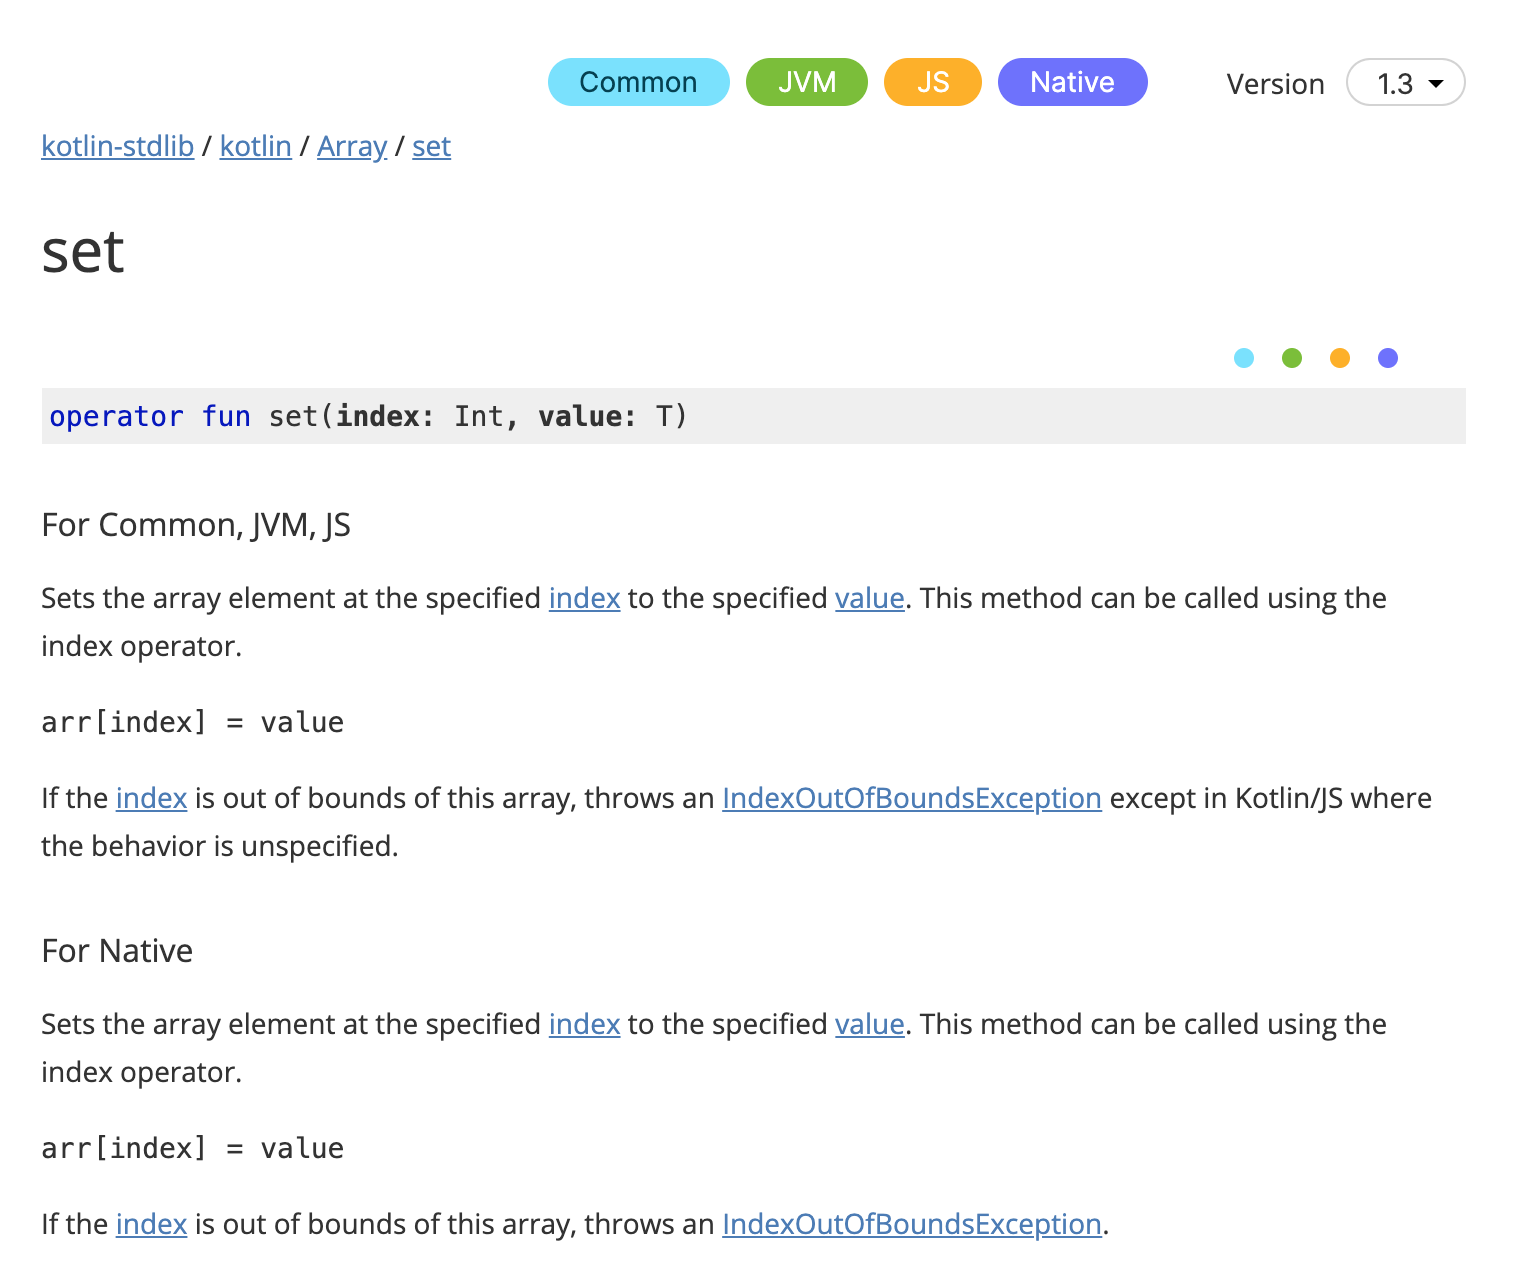 Common JVM JS Native Version 1.3
kotlin-stdlib / kotlin / Array / set
set
operator fun set(index: Int, value: T)
For Common, JVM, JS
Sets the array element at the specified index to the specified value. This method can be called using the
index operator.
arr[index] = value
If the index is out of bounds of this array, throws an IndexOutOfBoundsException except in Kotlin/JS where
the behavior is unspecified.
For Native
Sets the array element at the specified index to the specified value. This method can be called using the
index operator.
arr[index] = value
If the index is out of bounds of this array, throws an IndexOutOfBoundsException.